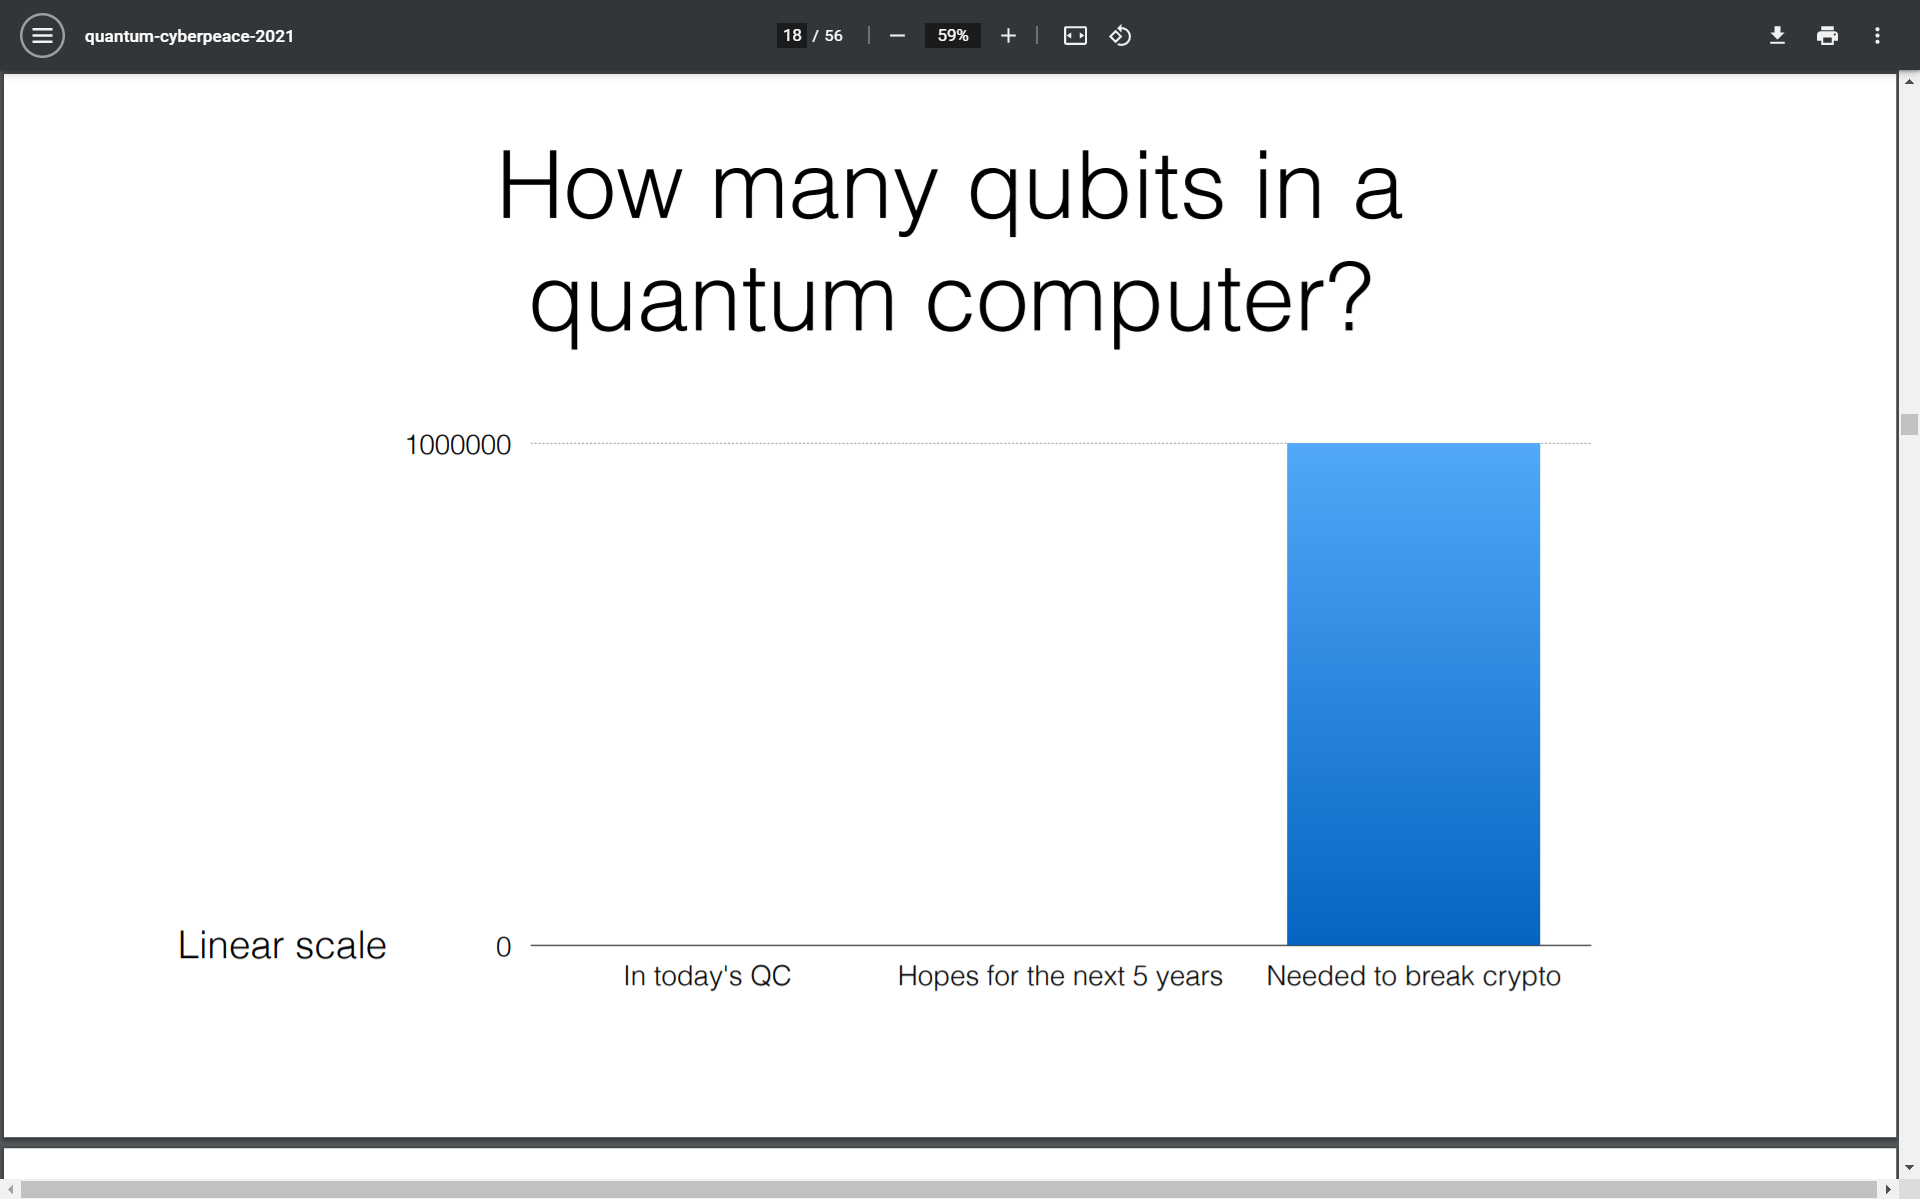 quantum-cyberpeace-2021
18 / 56
59%
How many qubits in a
quantum computer?
1000000
Linear scale
0
In today's QC
Hopes for the next 5 years
Needed to break crypto